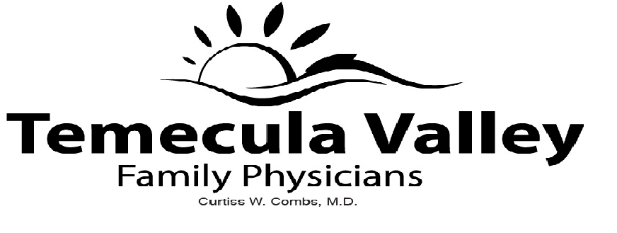 Temecula Valley
Family Physicians
Curtiss W. Combs, M.D.